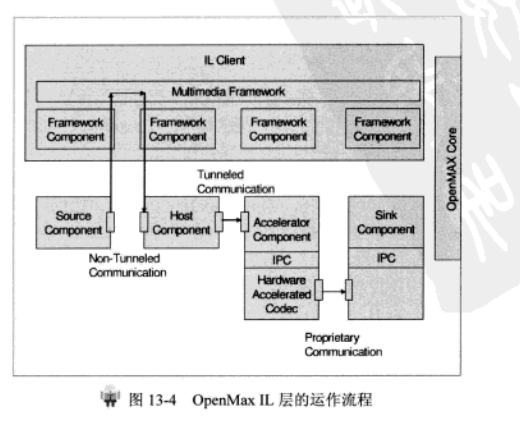 IL Client
Multimedia Framework
Framework
Component
Framework
Component
Framework
Component
Framework
Component
OpenMAX Core
Tunneled
Communication
Source
Component
Host
Component
Accelerator
Component
Sink
Component
Non-Tunneled
Communication
IPC
IPC
Hardware
Accelerated
Codec
Proprietary
Communication
图 13-4 OpenMax IL 层的运作流程